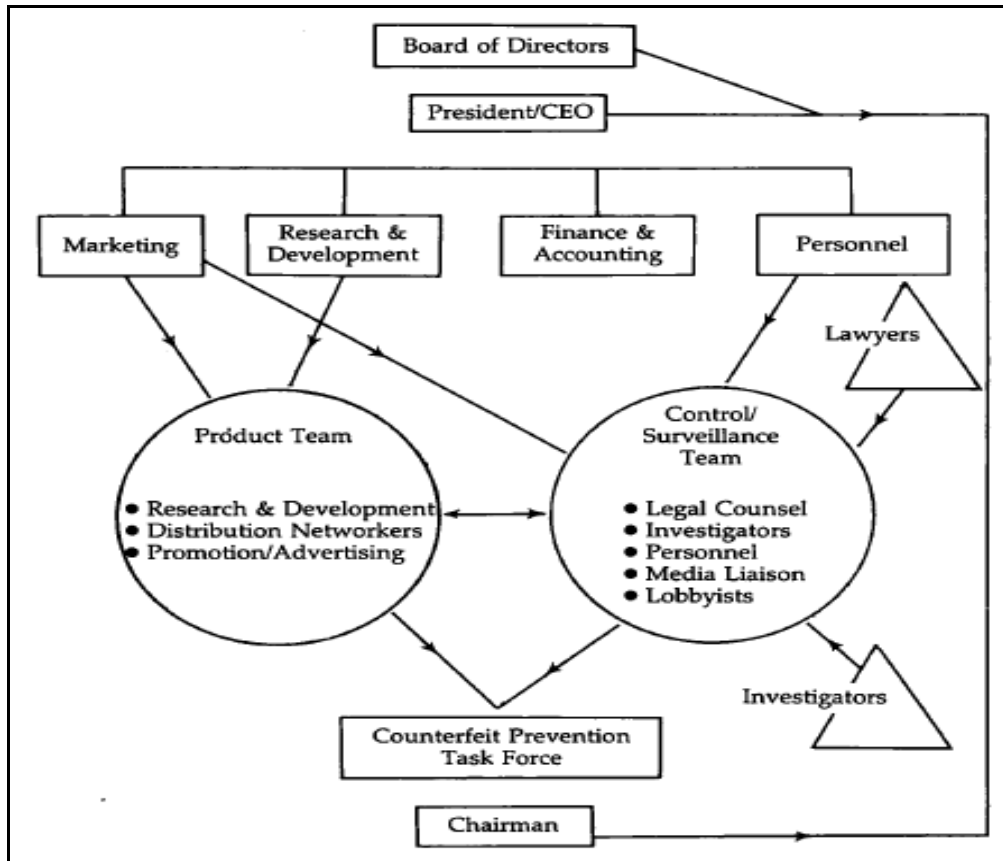 Board of Directors
President/CEO
Marketing
Research &
Development
Finance &
Accounting
Personnel
Lawyers
Product Team
● Research & Development
● Distribution Networkers
● Promotion/Advertising
Control/
Surveillance
Team
● Legal Counsel
● Investigators
● Personnel
● Media Liaison
● Lobbyists
Investigators
Counterfeit Prevention
Task Force
Chairman